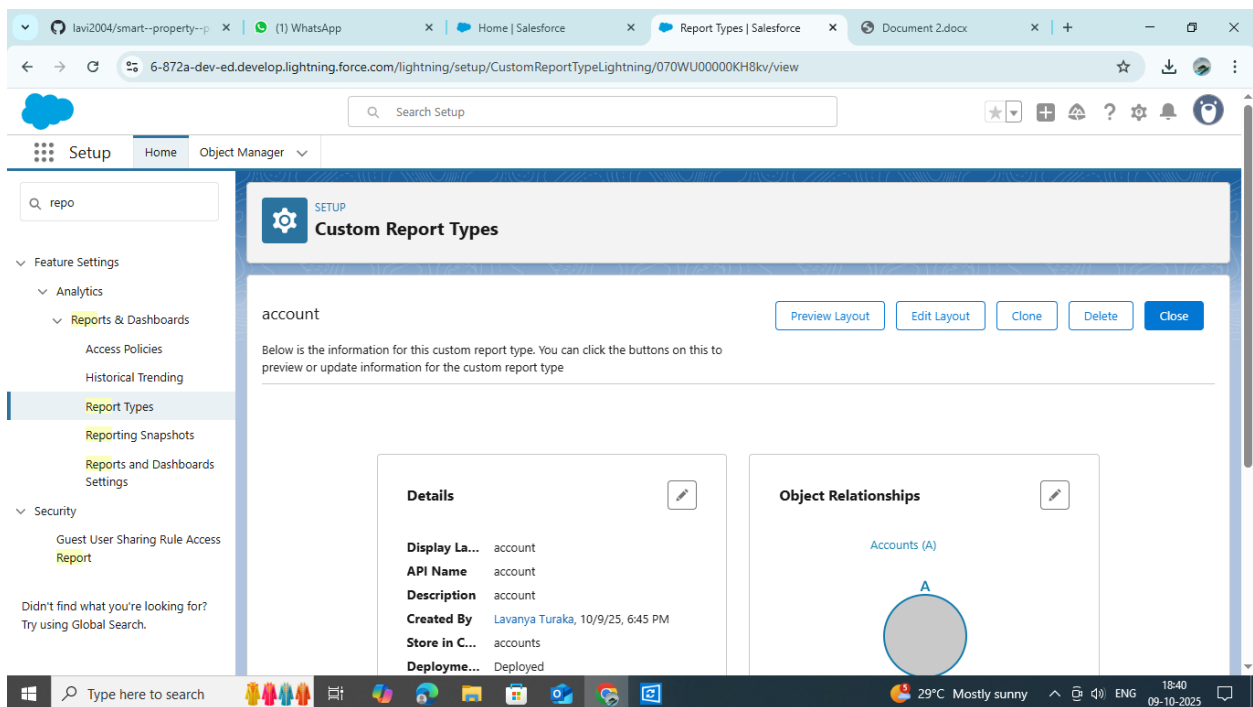 lavi2004/smart--property--p
(1) WhatsApp
Home | Salesforce
Report Types | Salesforce
Document 2.docx
6-872a-dev-ed.develop.lightning.force.com/lightning/setup/CustomReportTypeLightning/070WU00000KH8kv/view
Search Setup
Setup
Home
Object Manager
repo
Feature Settings
Analytics
Reports & Dashboards
Access Policies
Historical Trending
Report Types
Reporting Snapshots
Reports and Dashboards
Settings
Security
Guest User Sharing Rule Access
Report
Didn't find what you're looking for?
Try using Global Search.
SETUP
Custom Report Types
account
Preview Layout
Edit Layout
Clone
Delete
Close
Below is the information for this custom report type. You can click the buttons on this to
preview or update information for the custom report type
Details
Display La... account
API Name account
Description account
Created By Lavanya Turaka, 10/9/25, 6:45 PM
Store in C... accounts
Deployme... Deployed
Object Relationships
Accounts (A)
A
Type here to search
29°C Mostly sunny
ENG
18:40
09-10-2025